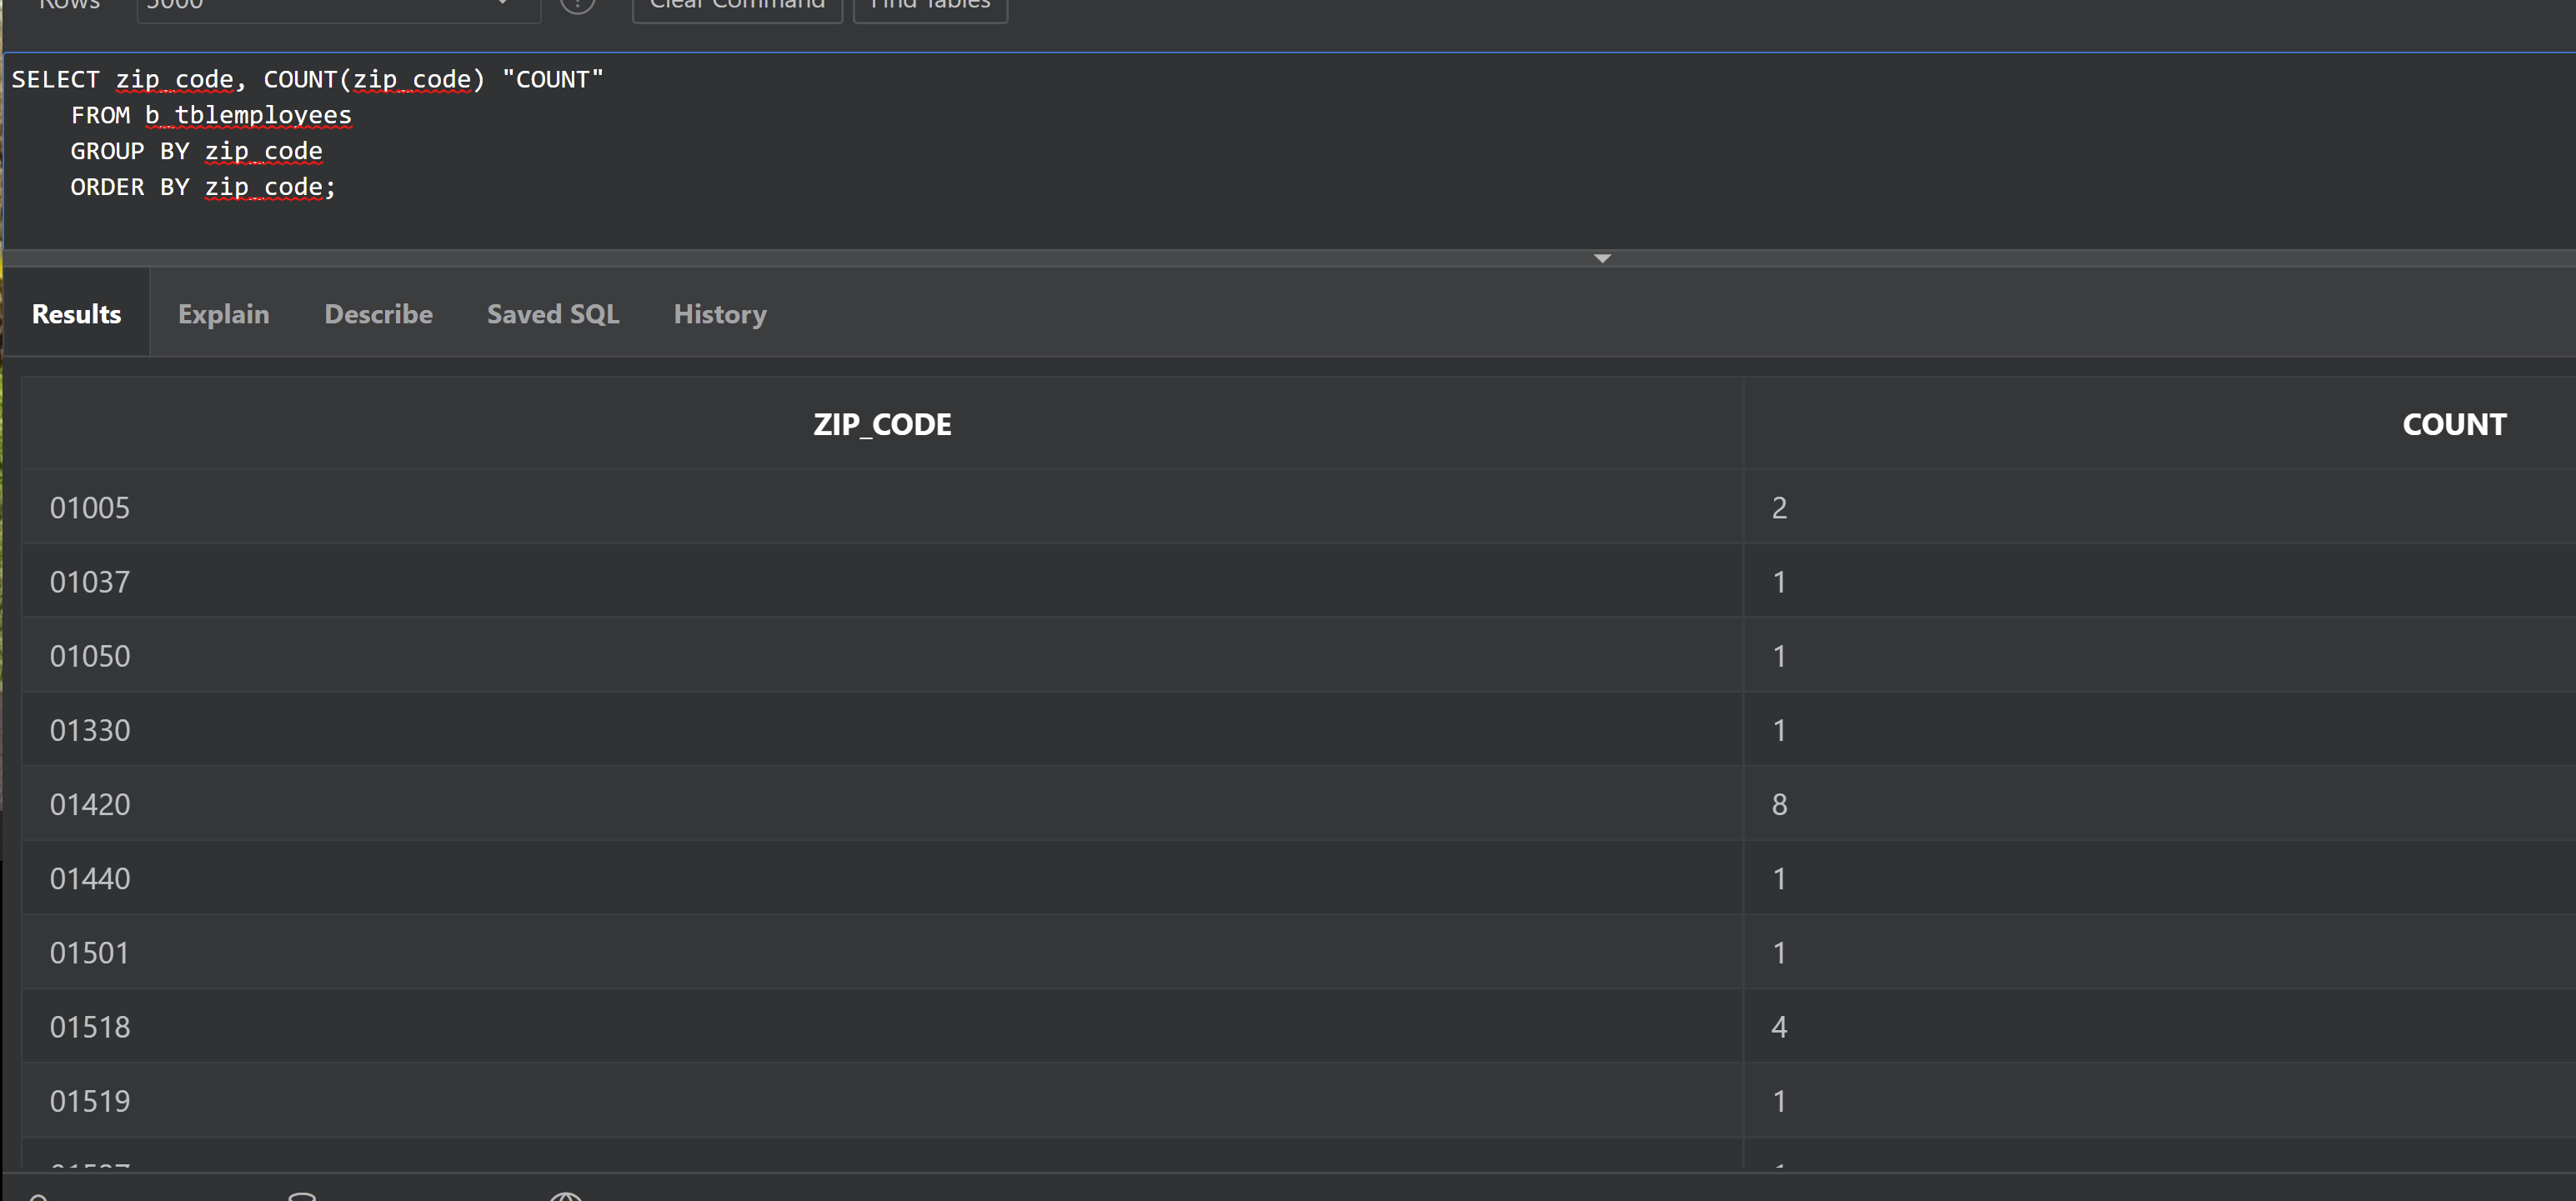 Rows 5000 Clear Command Find Tables
SELECT zip_code, COUNT(zip_code) "COUNT"
FROM b_tblemployees
GROUP BY zip_code
ORDER BY zip_code;
Results Explain Describe Saved SQL History
ZIP_CODE COUNT
01005 2
01037 1
01050 1
01330 1
01420 8
01440 1
01501 1
01518 4
01519 1